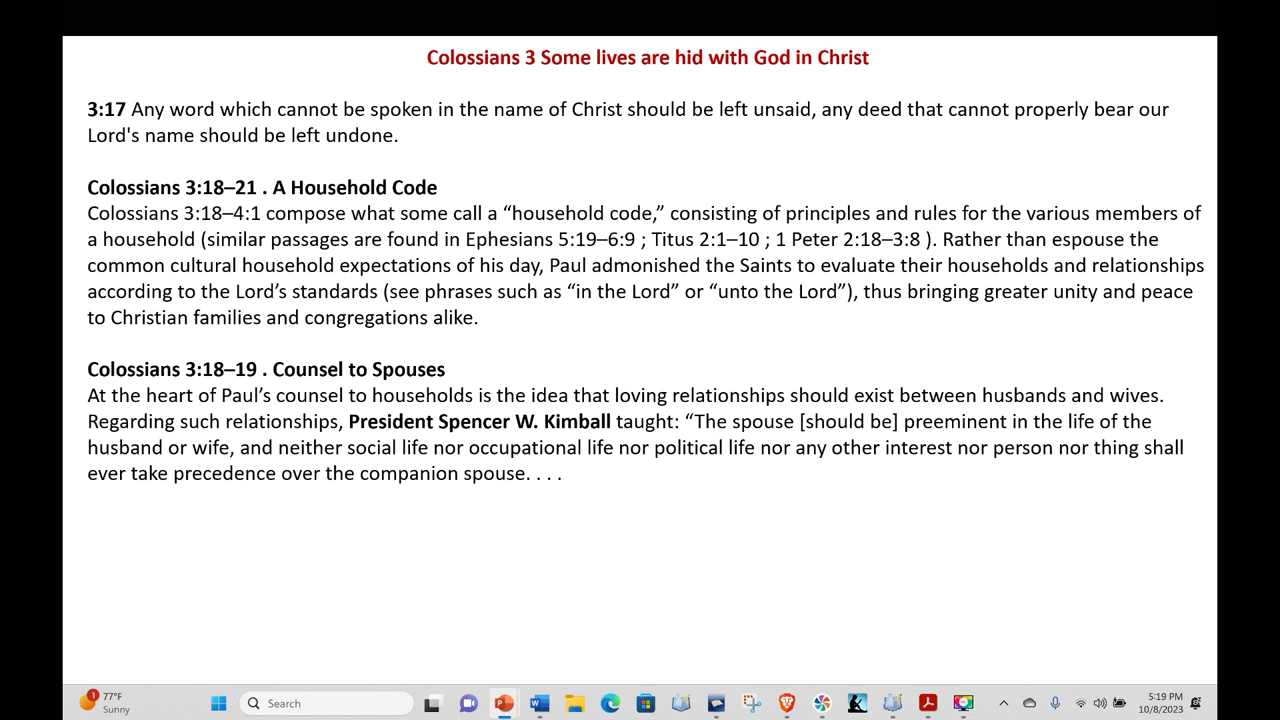 Colossians 3 Some lives are hid with God in Christ
3:17 Any word which cannot be spoken in the name of Christ should be left unsaid, any deed that cannot properly bear our
Lord's name should be left undone.
Colossians 3:18–21 . A Household Code
Colossians 3:18–4:1 compose what some call a “household code,” consisting of principles and rules for the various members of
a household (similar passages are found in Ephesians 5:19–6:9 ; Titus 2:1–10 ; 1 Peter 2:18–3:8 ). Rather than espouse the
common cultural household expectations of his day, Paul admonished the Saints to evaluate their households and relationships
according to the Lord’s standards (see phrases such as “in the Lord” or “unto the Lord”), thus bringing greater unity and peace
to Christian families and congregations alike.
Colossians 3:18–19 . Counsel to Spouses
At the heart of Paul’s counsel to households is the idea that loving relationships should exist between husbands and wives.
Regarding such relationships, President Spencer W. Kimball taught: “The spouse [should be] preeminent in the life of the
husband or wife, and neither social life nor occupational life nor political life nor any other interest nor person nor thing shall
ever take precedence over the companion spouse. . . .
1
77°F
Sunny
Search
5:19 PM
10/8/2023